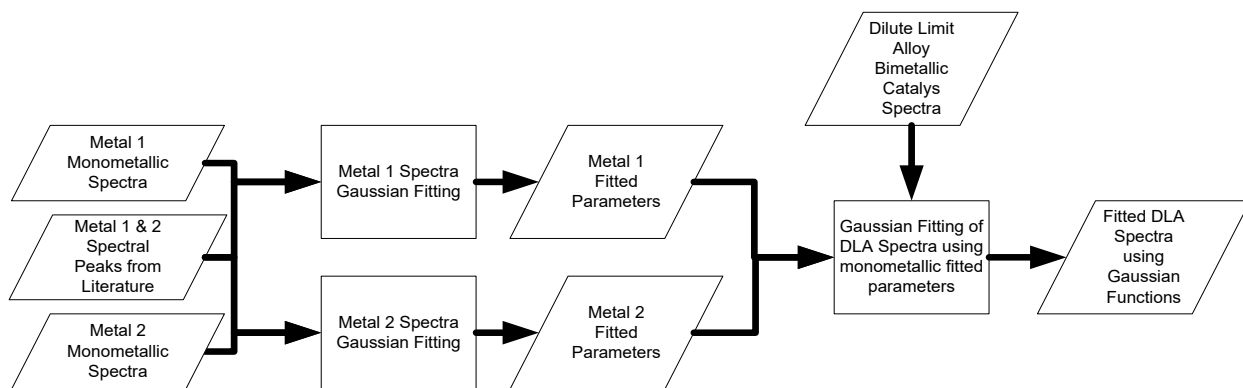 Metal 1
Monometallic
Spectra
Metal 1 & 2
Spectral
Peaks from
Literature
Metal 2
Monometallic
Spectra
Metal 1 Spectra
Gaussian Fitting
Metal 2 Spectra
Gaussian Fitting
Metal 1
Fitted
Parameters
Metal 2
Fitted
Parameters
Dilute Limit
Alloy
Bimetallic
Catalys
Spectra
Gaussian Fitting of
DLA Spectra using
monometallic fitted
parameters
Fitted DLA
Spectra
using
Gaussian
Functions